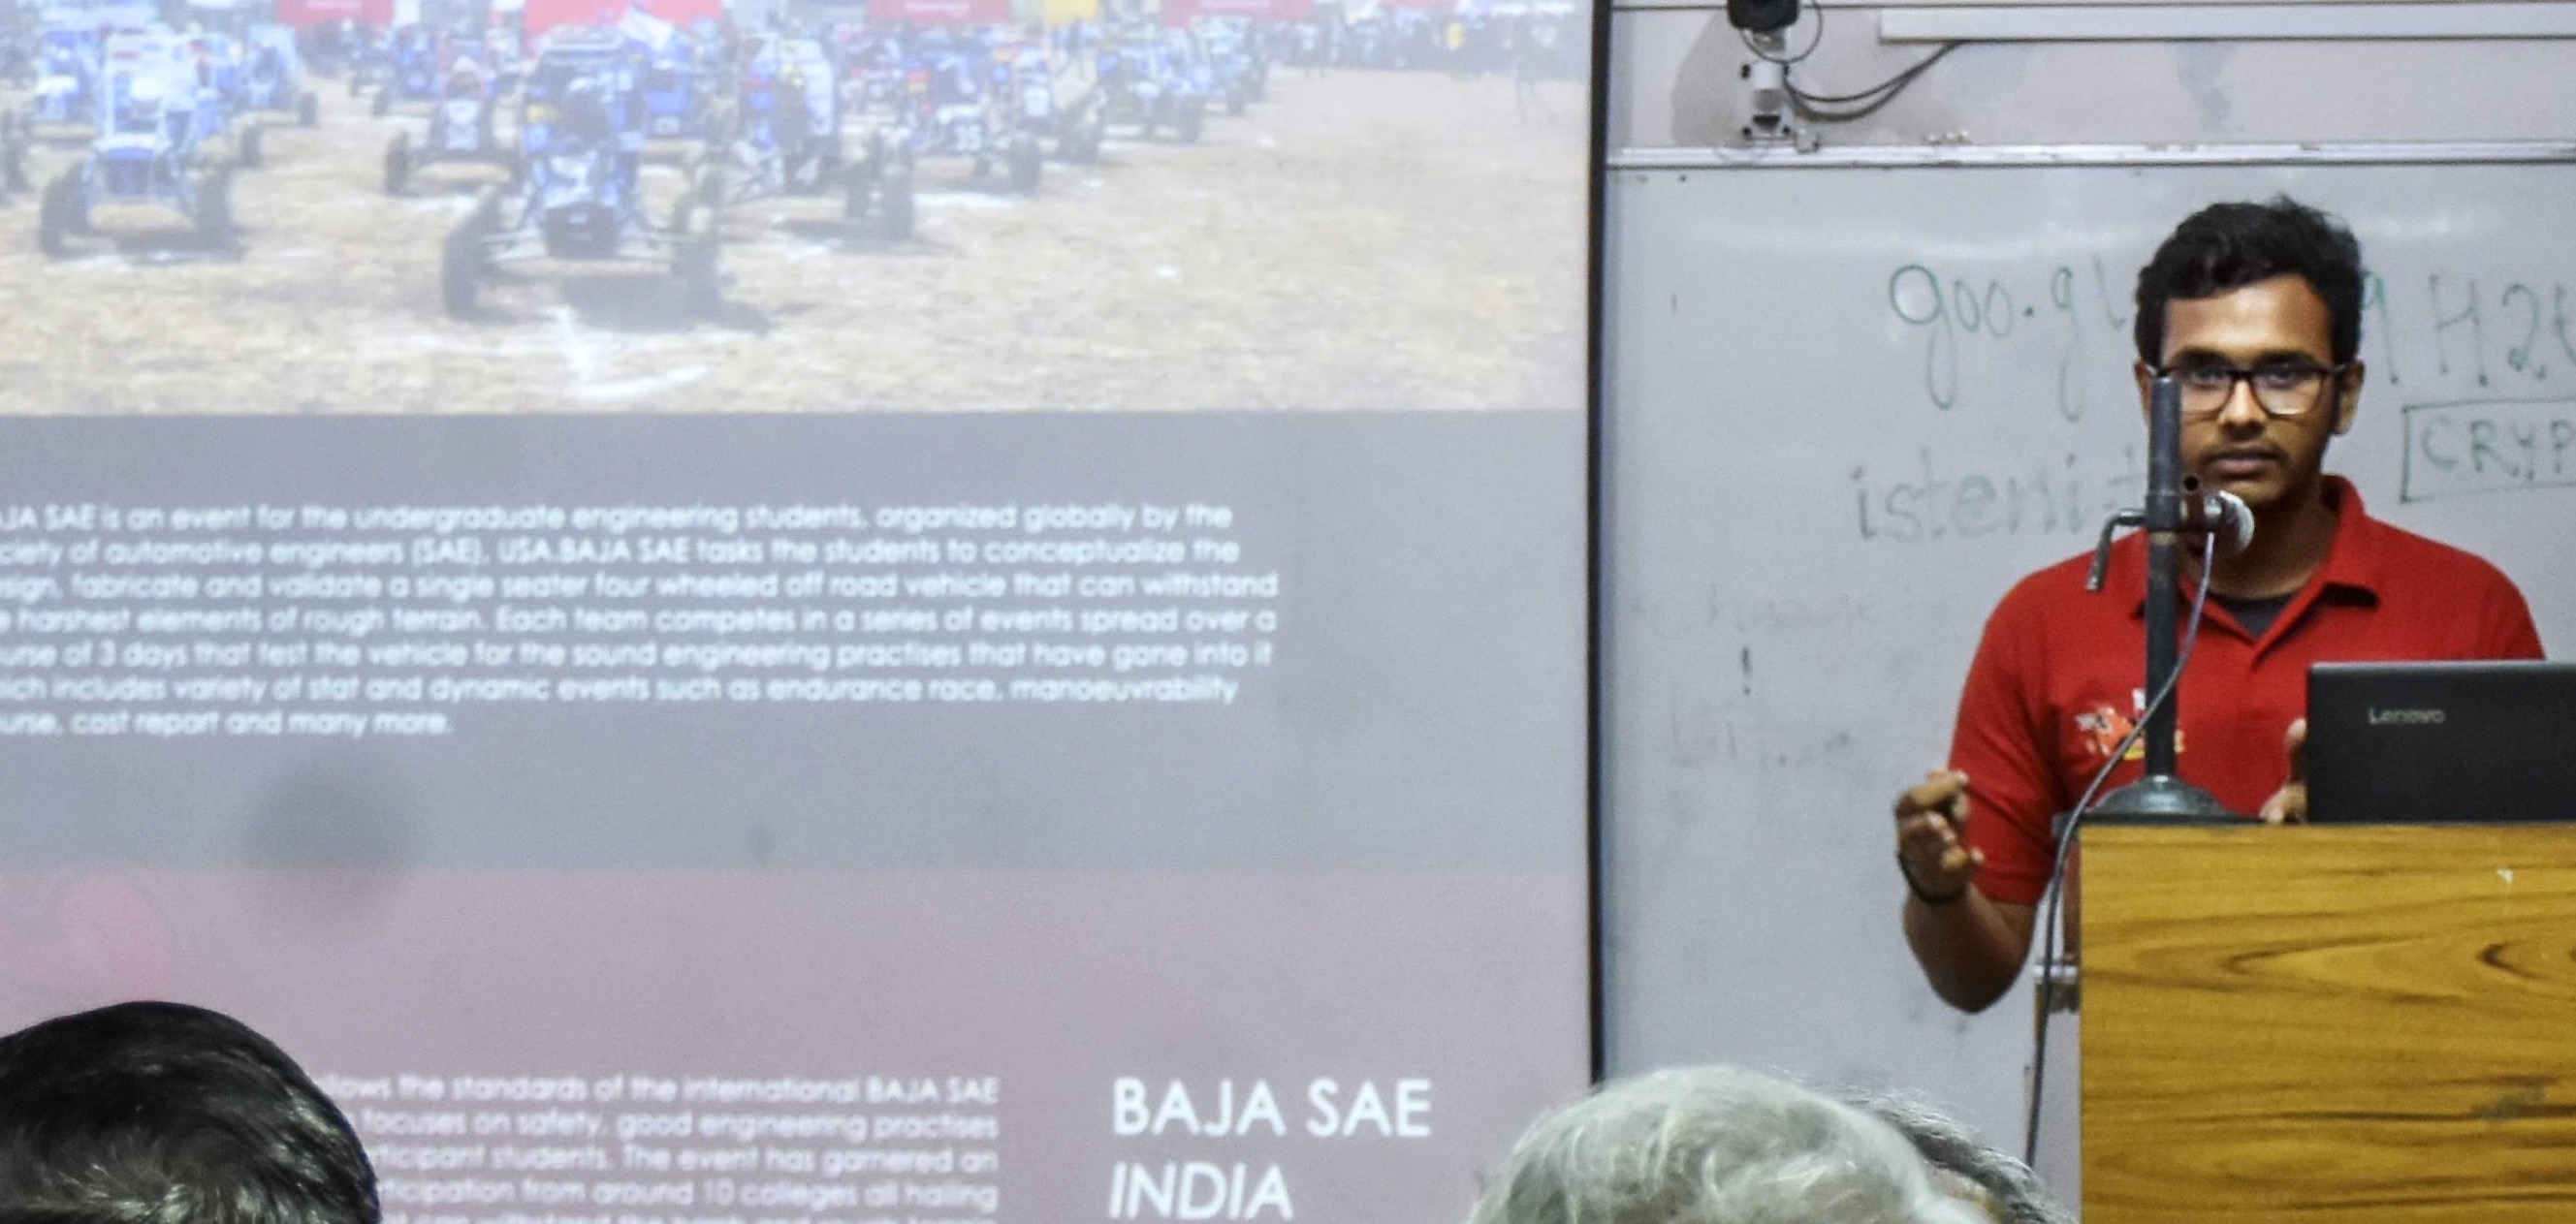 JA SAE is an event for the undergraduate engineering students, organized globally by the
ciety of automotive engineers (SAE), USA.BAJA SAE tasks the students to conceptualize the
sign, fabricate and validate a single seater four wheeled off road vehicle that can withstand
e harshest elements of rough terrain. Each team competes in a series of events spread over a
urse of 3 days that test the vehicle for the sound engineering practises that have gone into it
ich includes variety of stat and dynamic events such as endurance race, manoeuvrability
urse, cost report and many more.
lows the standards of the international BAJA SAE
focuses on safety, good engineering practises
rticipant students. The event has garnered an
ticipation from around 10 colleges all hailing
BAJA SAE
INDIA
goo.gl
9H2
CRYP
isteni
change
Lenovo